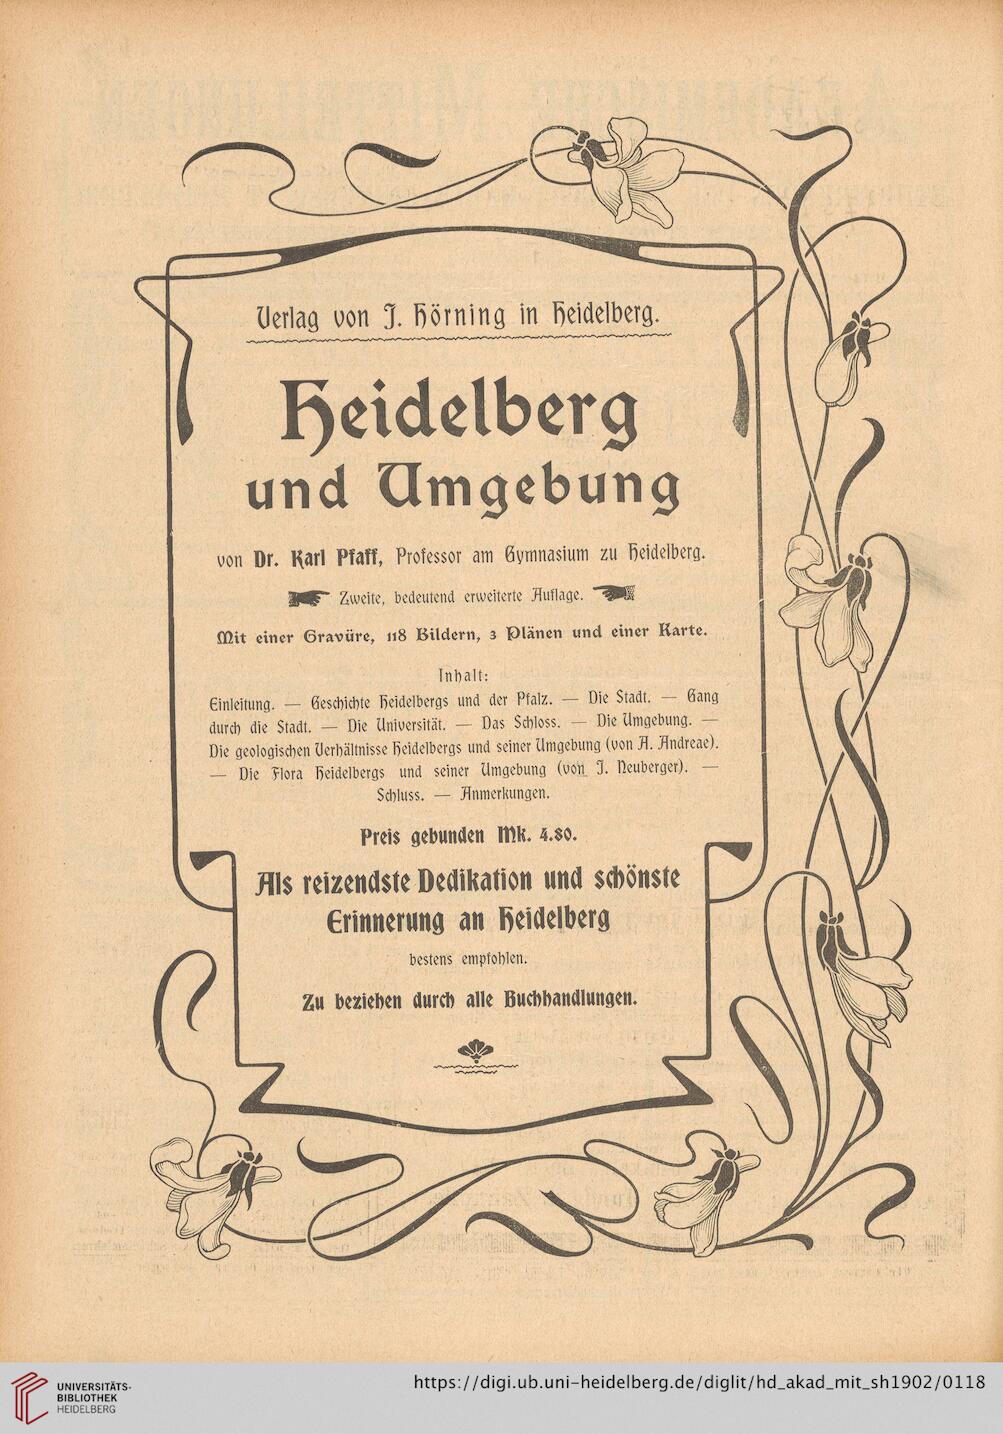 Verlag von J. Hörning in Heidelberg.
Heidelberg
und Umgebung
von Dr. Karl Pfaff, Professor am Gymnasium zu Heidelberg.
Zweite, bedeutend erweiterte Auflage.
Mit einer Gravüre, 118 Bildern, 3 Plänen und einer Karte.
Inhalt:
Einleitung. — Geschichte Heidelbergs und der Pfalz. — Die Stadt. — Gang
durch die Stadt. — Die Universität. — Das Schloss. — Die Umgebung. —
Die geologischen Verhältnisse Heidelbergs und seiner Umgebung (von A. Andreae).
— Die Flora Heidelbergs und seiner Umgebung (von J. Neuberger). —
Schluss. — Anmerkungen.
Preis gebunden Mk. 4.80.
Als reizendste Dedikation und schönste
Erinnerung an Heidelberg
bestens empfohlen.
Zu beziehen durch alle Buchhandlungen.
UNIVERSITÄTS-
BIBLIOTHEK
HEIDELBERG
https://digi.ub.uni-heidelberg.de/diglit/hd_akad_mit_sh1902/0118